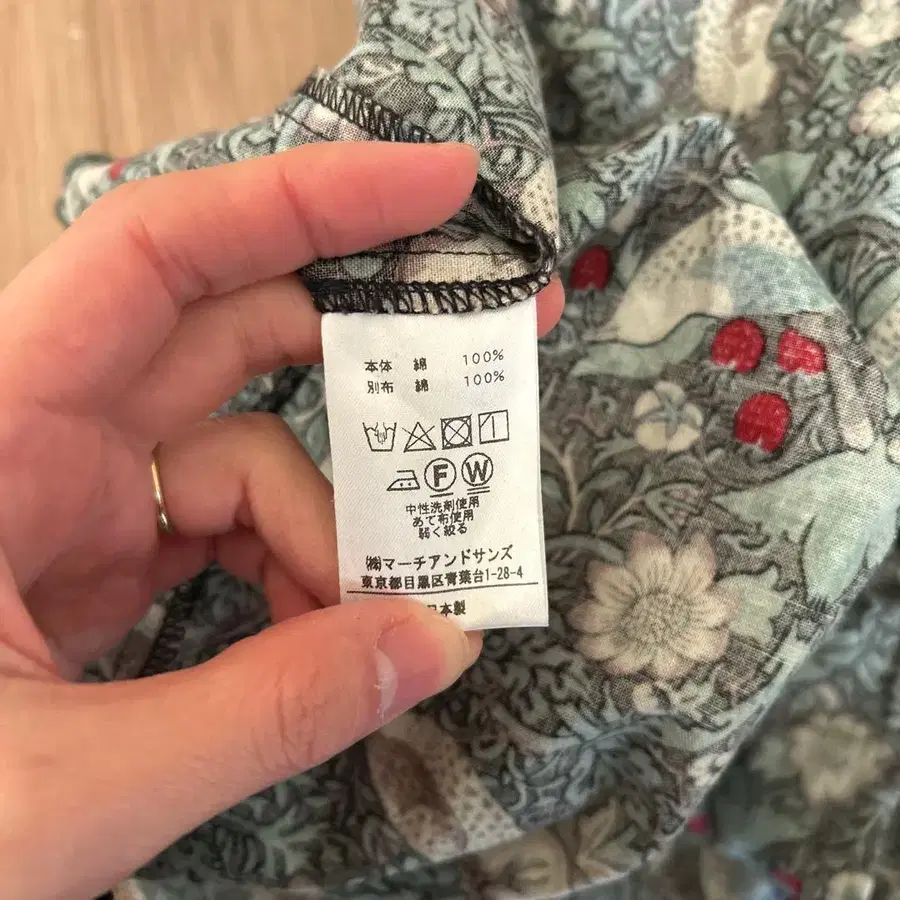 本体 綿 100%
別布 綿 100%
F W
中性洗剤使用
あて布使用
弱く絞る
(株)マーチアンドサンズ
東京都目黒区青葉台1-28-4
日本製